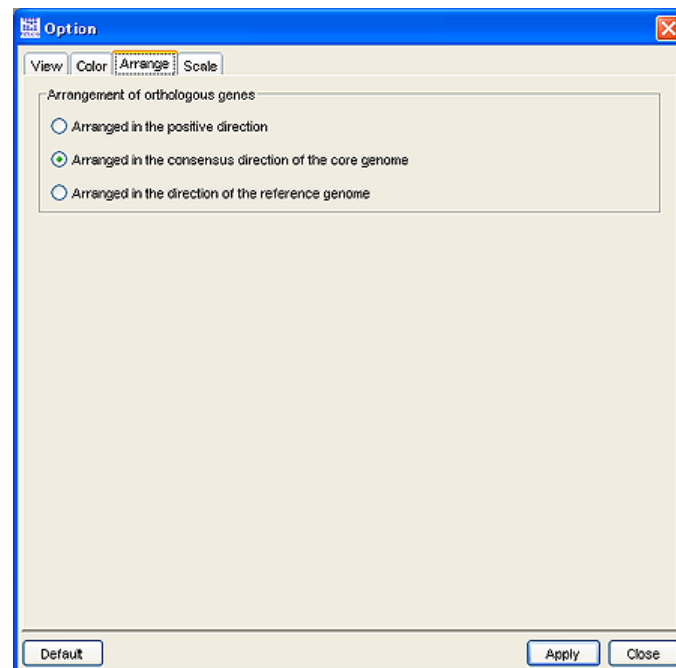 Option
View Color Arrange Scale
Arrangement of orthologous genes
Arranged in the positive direction
Arranged in the consensus direction of the core genome
Arranged in the direction of the reference genome
Default Apply Close